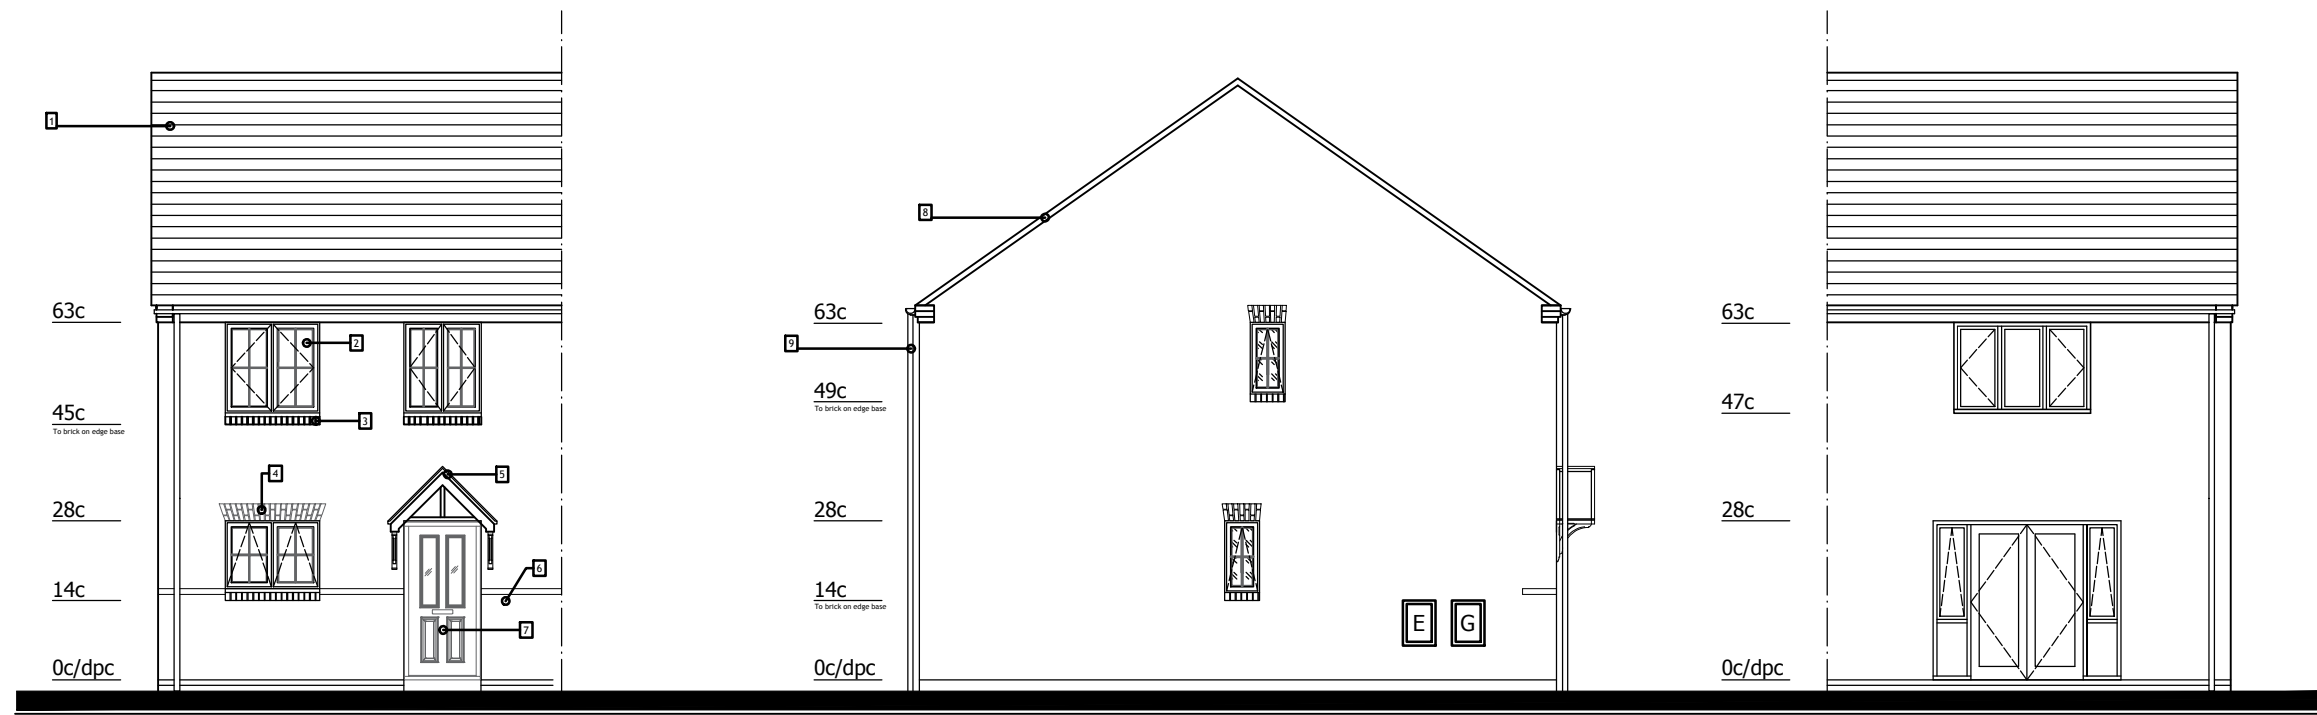 1
63c
2
45c
To brick on edge base
3
4
5
28c
14c
6
7
0c/dpc
8
63c
9
49c
To brick on edge base
28c
14c
To brick on edge base
E G
0c/dpc
63c
47c
28c
0c/dpc